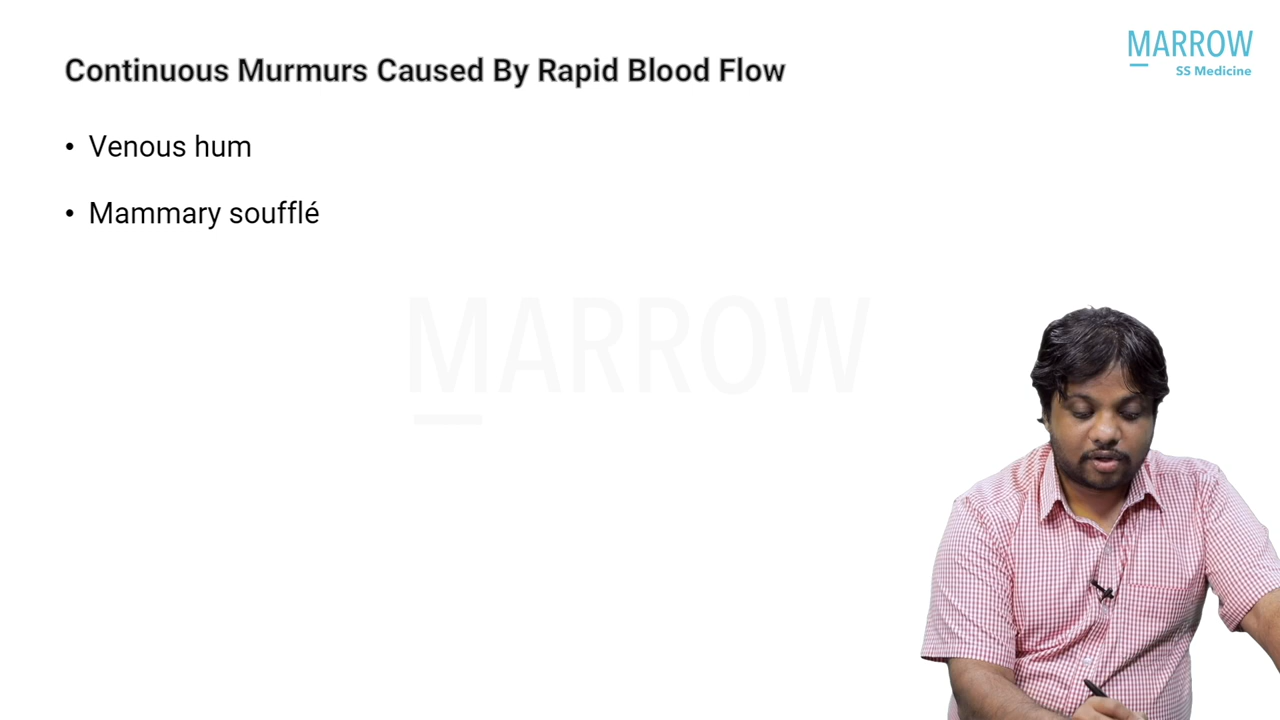 MARROW
SS Medicine
Continuous Murmurs Caused By Rapid Blood Flow
• Venous hum
• Mammary soufflé
MARROW